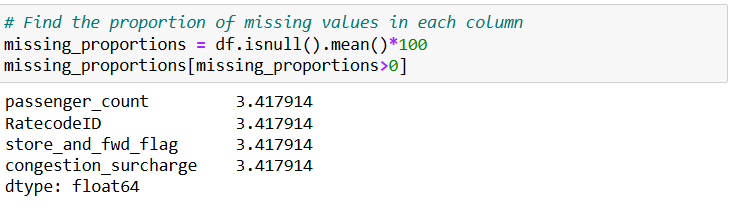 # Find the proportion of missing values in each column
missing_proportions = df.isnull().mean()*100
missing_proportions[missing_proportions>0]
passenger_count 3.417914
RatecodeID 3.417914
store_and_fwd_flag 3.417914
congestion_surcharge 3.417914
dtype: float64